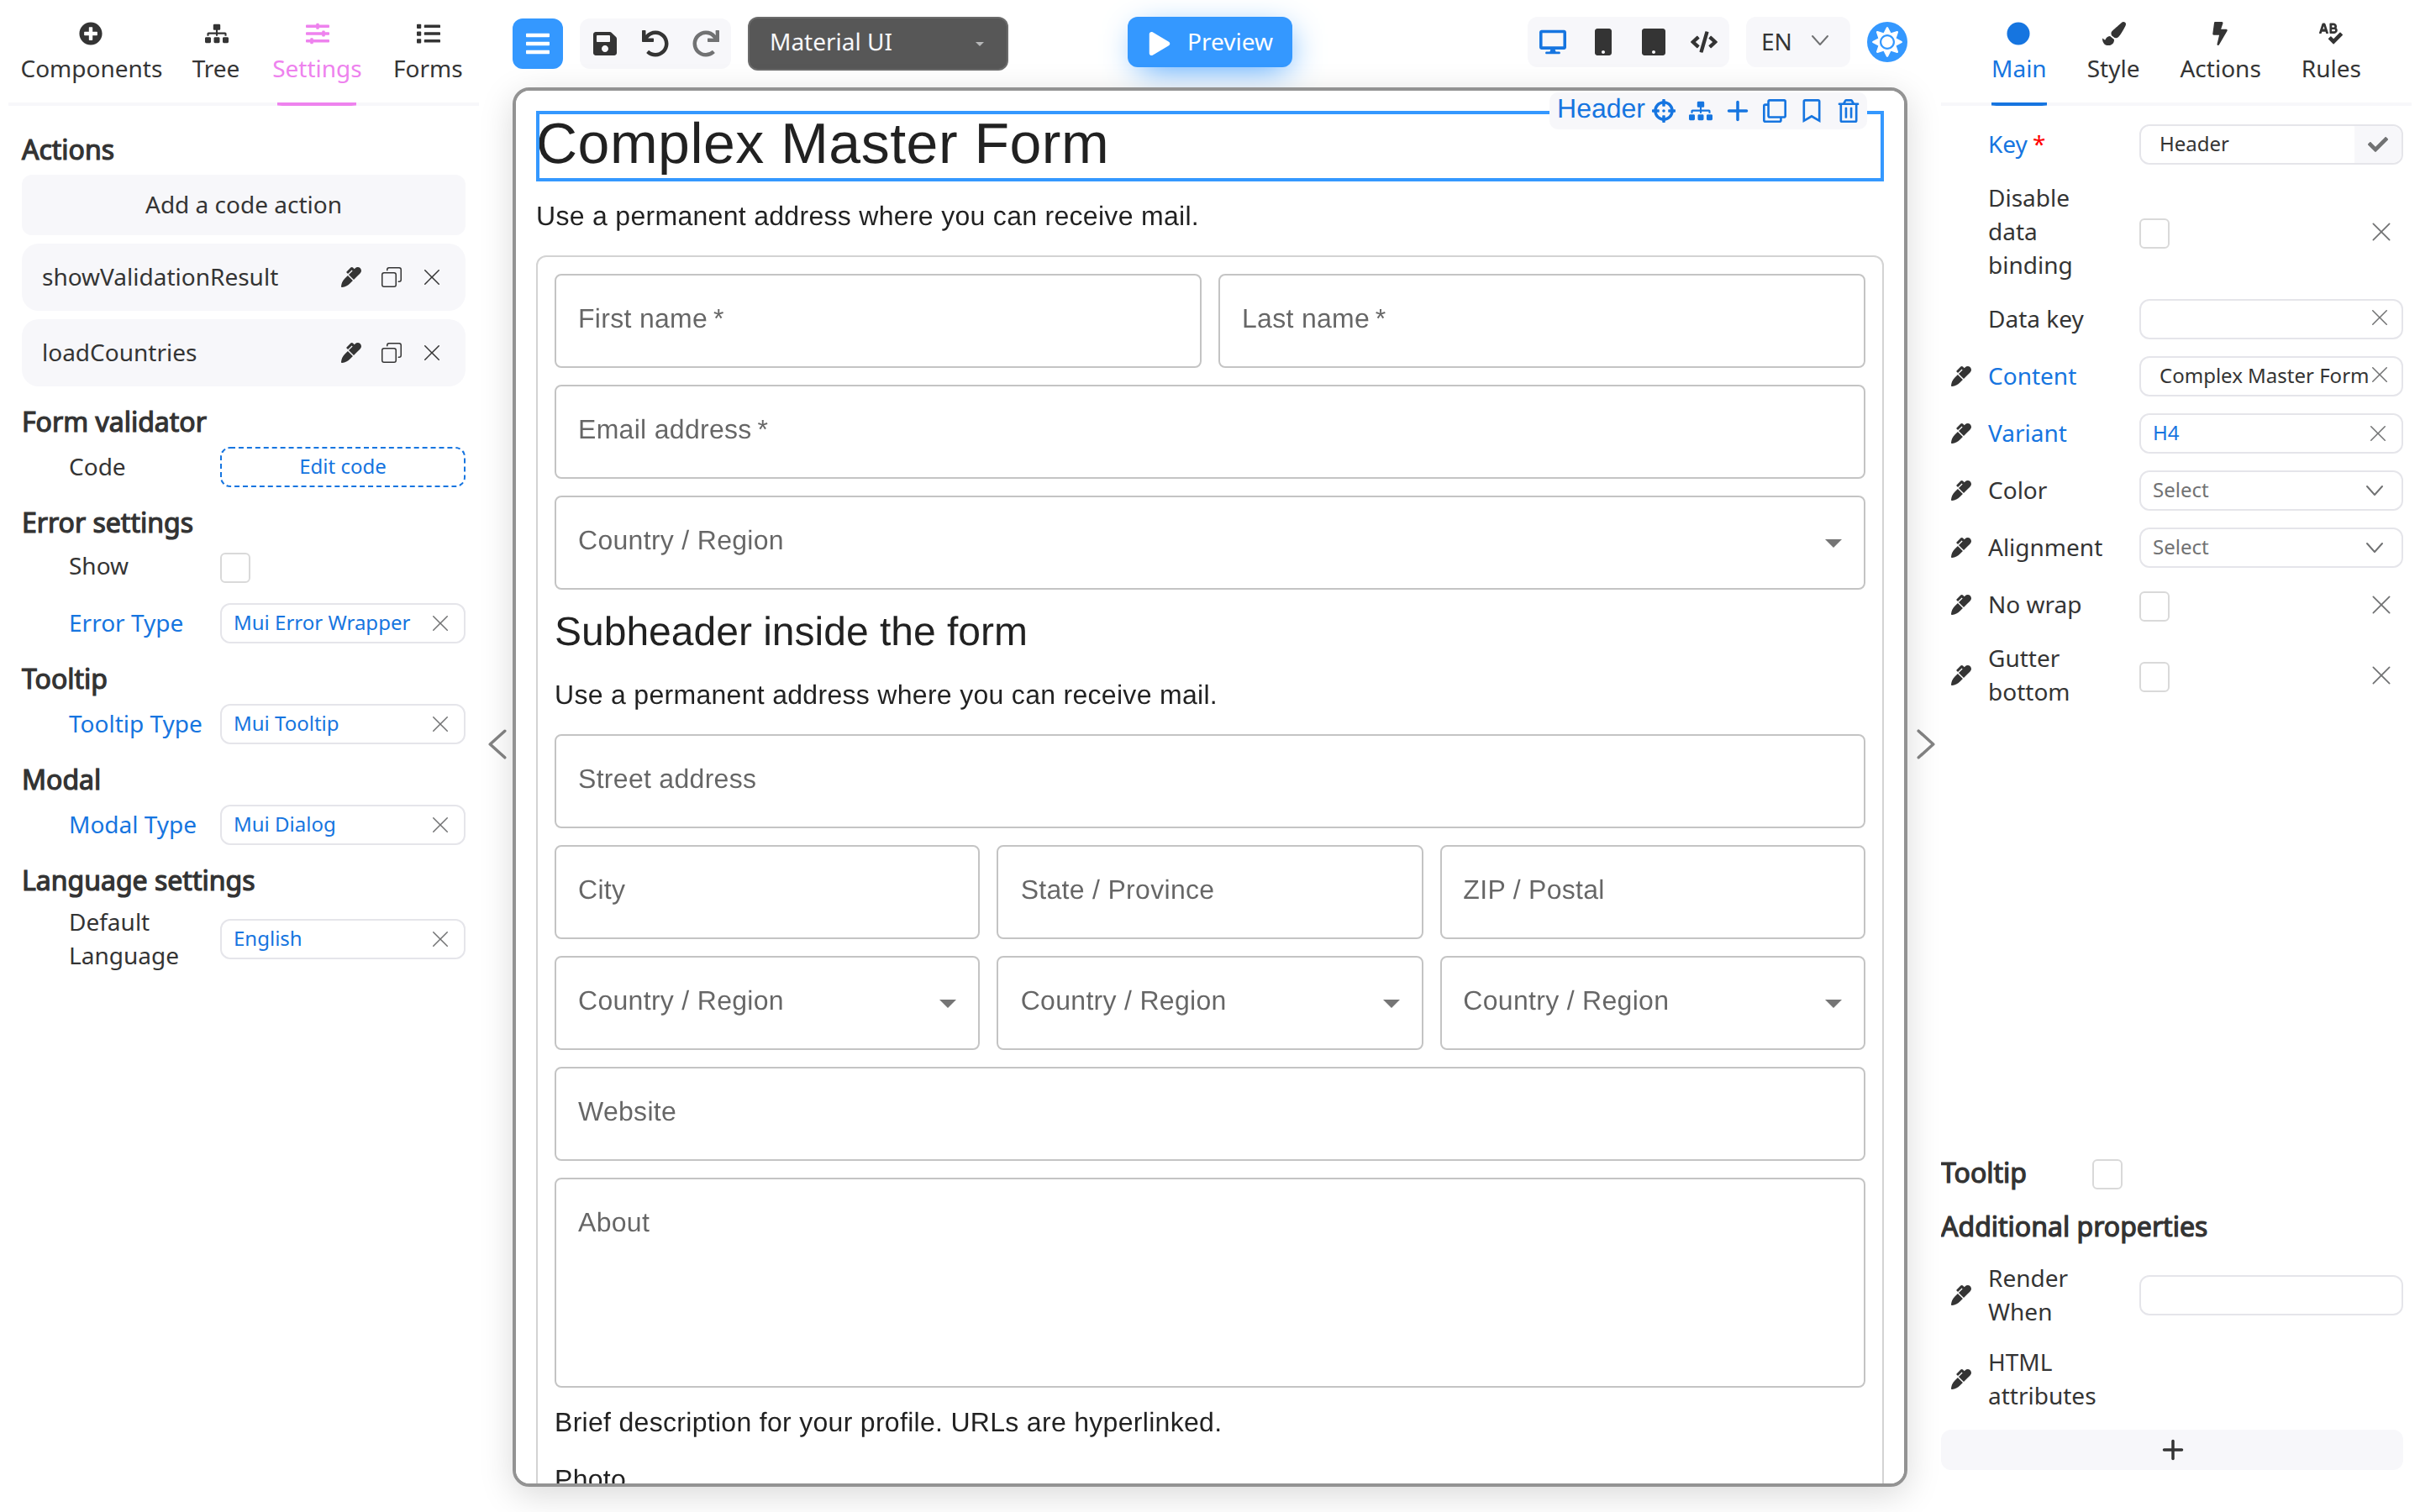 Components
Tree
Settings
Forms
Material UI
Preview
EN
Main
Style
Actions
Rules
Actions
Add a code action
showValidationResult
loadCountries
Form validator
Code
Edit code
Error settings
Show
Error Type
Mui Error Wrapper
Tooltip
Tooltip Type
Mui Tooltip
Modal
Modal Type
Mui Dialog
Language settings
Default
Language
English
Header
Complex Master Form
Use a permanent address where you can receive mail.
First name *
Last name *
Email address *
Country / Region
Subheader inside the form
Use a permanent address where you can receive mail.
Street address
City
State / Province
ZIP / Postal
Country / Region
Country / Region
Country / Region
Website
About
Brief description for your profile. URLs are hyperlinked.
Photo
Key *
Header
Disable
data
binding
Data key
Content
Complex Master Form
Variant
H4
Color
Select
Alignment
Select
No wrap
Gutter
bottom
Tooltip
Additional properties
Render
When
HTML
attributes